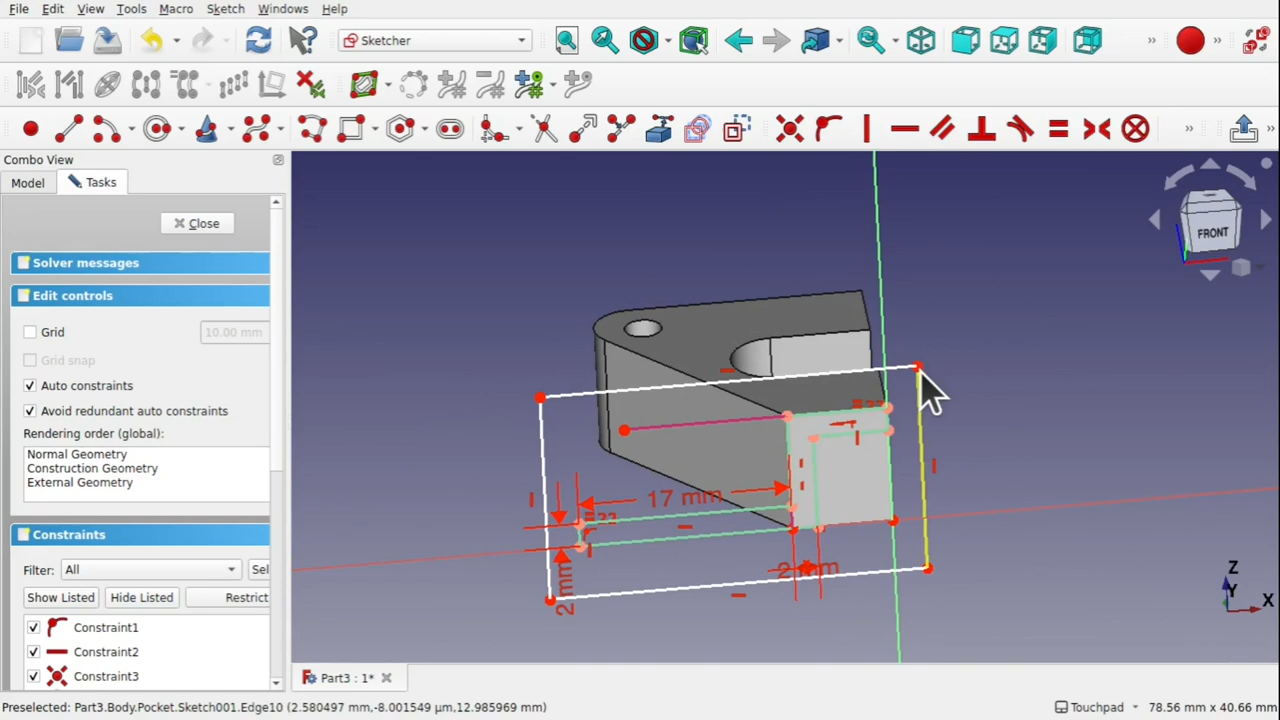 File Edit View Tools Macro Sketch Windows Help
Sketcher
Combo View
Model Tasks
Close
Solver messages
Edit controls
Grid 10.00 mm
Grid snap
Auto constraints
Avoid redundant auto constraints
Rendering order (global):
Normal Geometry
Construction Geometry
External Geometry
Constraints
Filter: All Sel
Show Listed Hide Listed Restrict
Constraint1
Constraint2
Constraint3
FRONT
17 mm
2 mm
2 mm
Z
Y
X
Part3 : 1*
Preselected: Part3.Body.Pocket.Sketch001.Edge10 (2.580497 mm,-8.001549 µm,12.985969 mm) Touchpad 78.56 mm x 40.66 mm